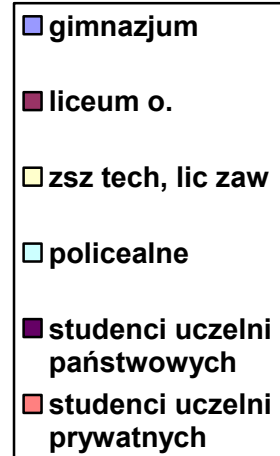 gimnazjum
liceum o.
zsz tech, lic zaw
policealne
studenci uczelni
państwowych
studenci uczelni
prywatnych